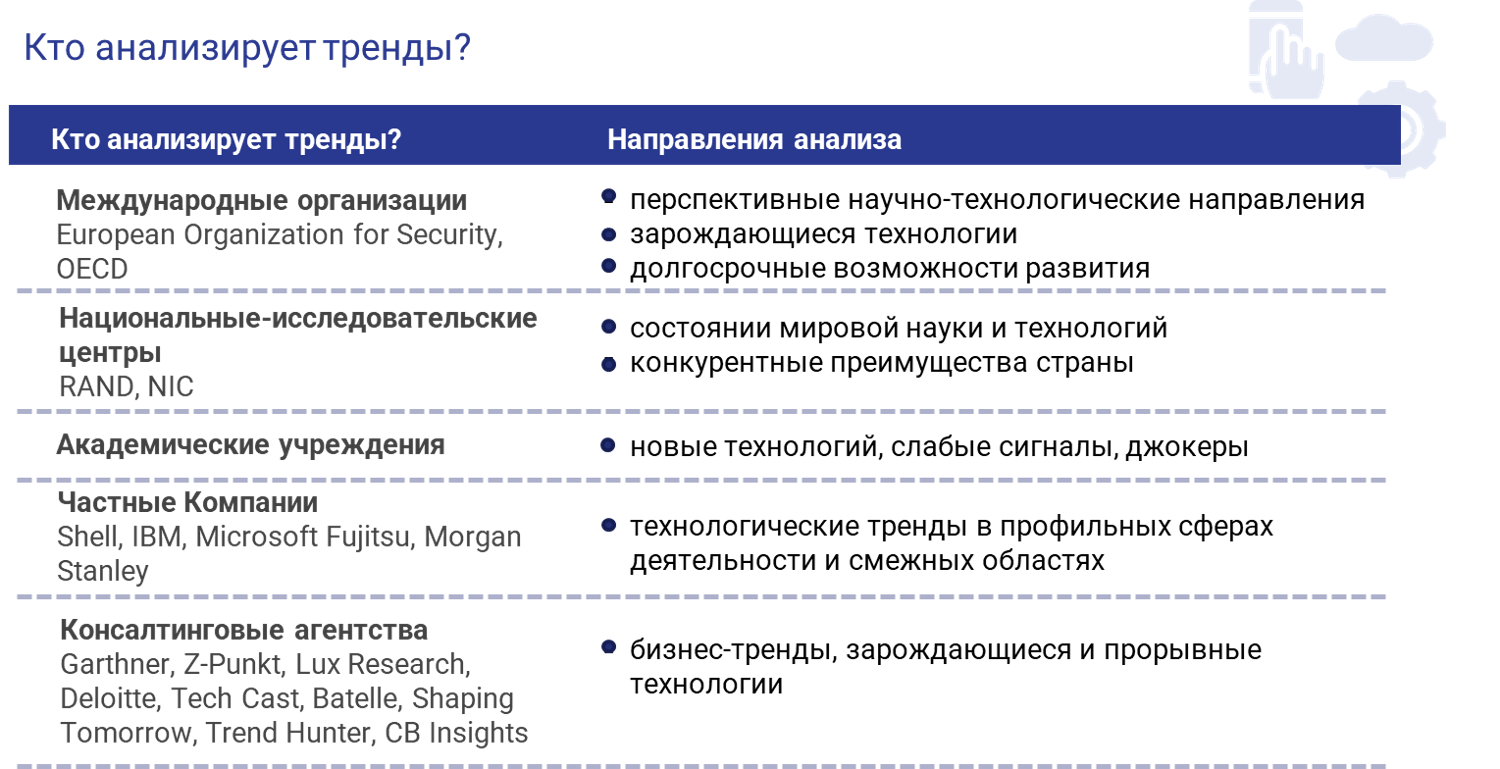 Кто анализирует тренды?
Кто анализирует тренды?
Направления анализа
Международные организации
European Organization for Security,
OECD
перспективные научно-технологические направления
зарождающиеся технологии
долгосрочные возможности развития
Национальные-исследовательские
центры
RAND, NIC
состоянии мировой науки и технологий
конкурентные преимущества страны
Академические учреждения
новые технологий, слабые сигналы, джокеры
Частные Компании
Shell, IBM, Microsoft Fujitsu, Morgan
Stanley
технологические тренды в профильных сферах
деятельности и смежных областях
Консалтинговые агентства
Garthner, Z-Punkt, Lux Research,
Deloitte, Tech Cast, Batelle, Shaping
Tomorrow, Trend Hunter, CB Insights
бизнес-тренды, зарождающиеся и прорывные
технологии